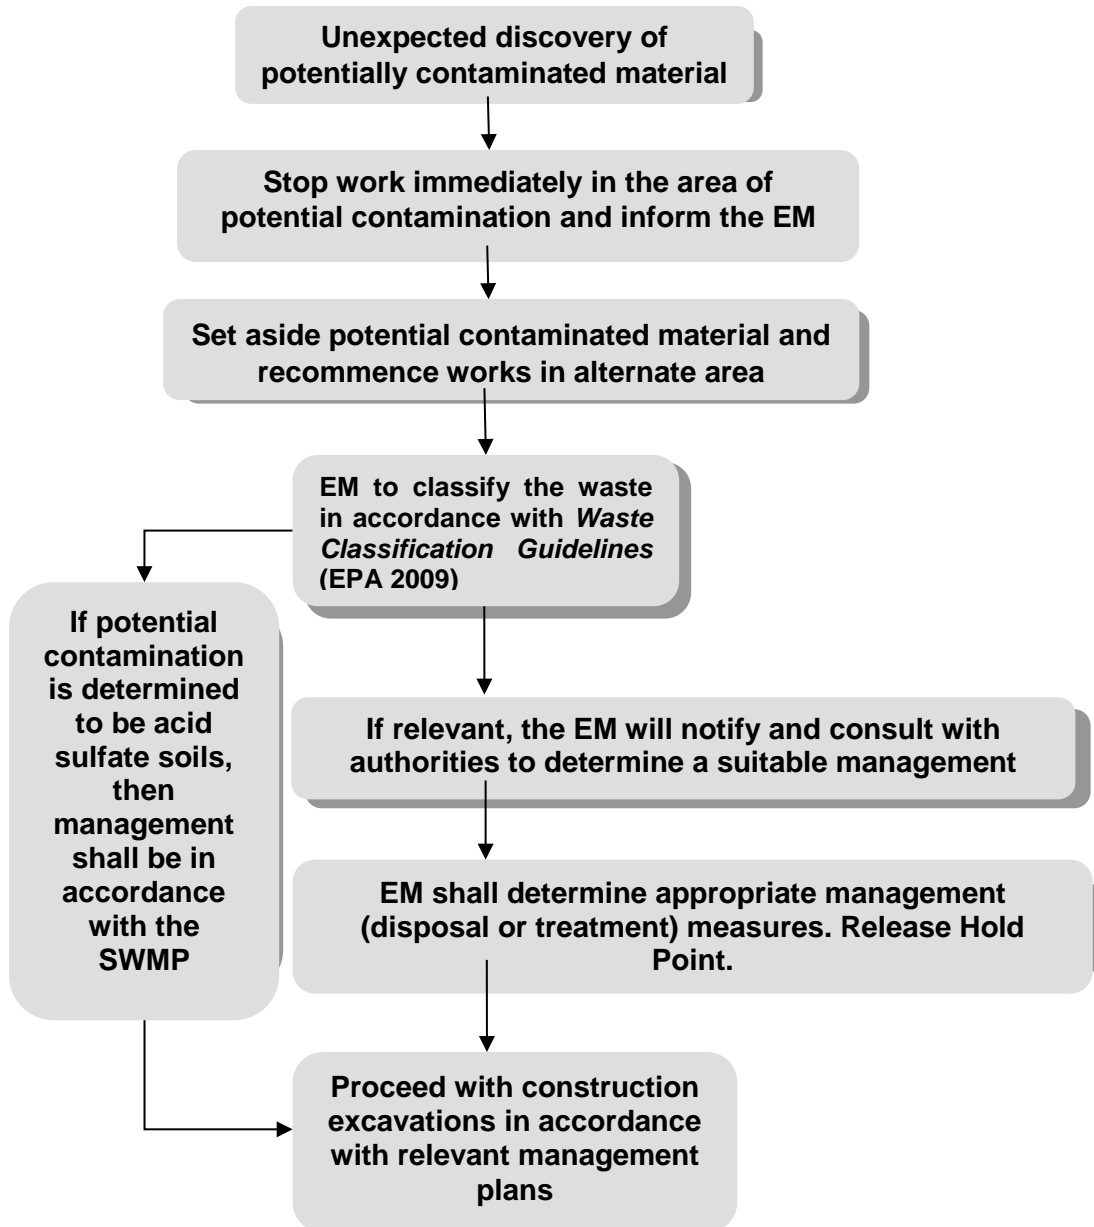 Unexpected discovery of
potentially contaminated material
Stop work immediately in the area of
potential contamination and inform the EM
Set aside potential contaminated material and
recommence works in alternate area
EM to classify the waste
in accordance with Waste
Classification Guidelines
(EPA 2009)
If potential
contamination
is determined
to be acid
sulfate soils,
then
management
shall be in
accordance
with the
SWMP
If relevant, the EM will notify and consult with
authorities to determine a suitable management
EM shall determine appropriate management
(disposal or treatment) measures. Release Hold
Point.
Proceed with construction
excavations in accordance
with relevant management
plans